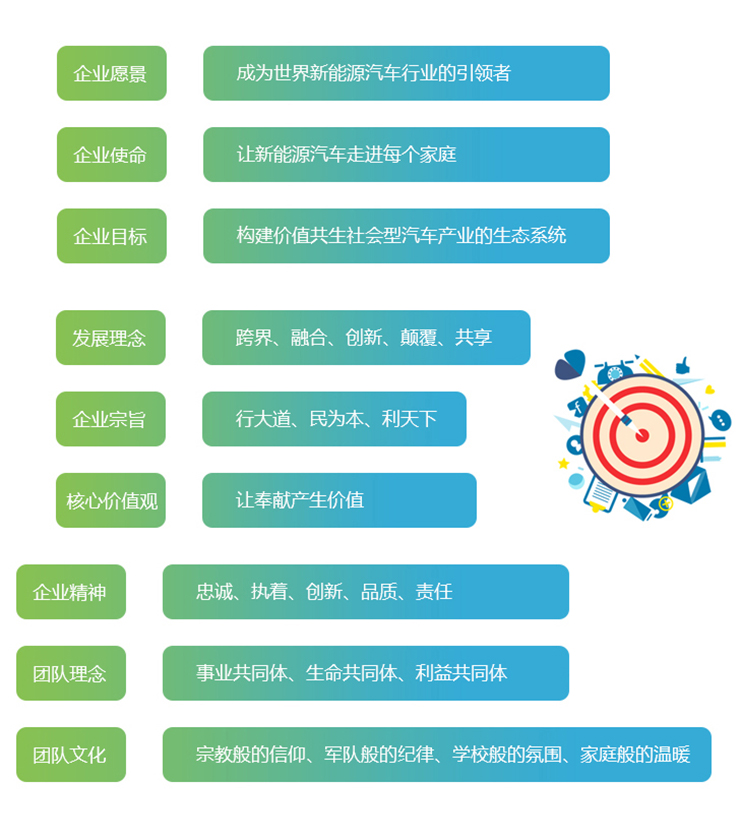 企业愿景 成为世界新能源汽车行业的引领者
企业使命 让新能源汽车走进每个家庭
企业目标 构建价值共生社会型汽车产业的生态系统
发展理念 跨界、融合、创新、颠覆、共享
企业宗旨 行大道、民为本、利天下
核心价值观 让奉献产生价值
企业精神 忠诚、执着、创新、品质、责任
团队理念 事业共同体、生命共同体、利益共同体
团队文化 宗教般的信仰、军队般的纪律、学校般的氛围、家庭般的温暖